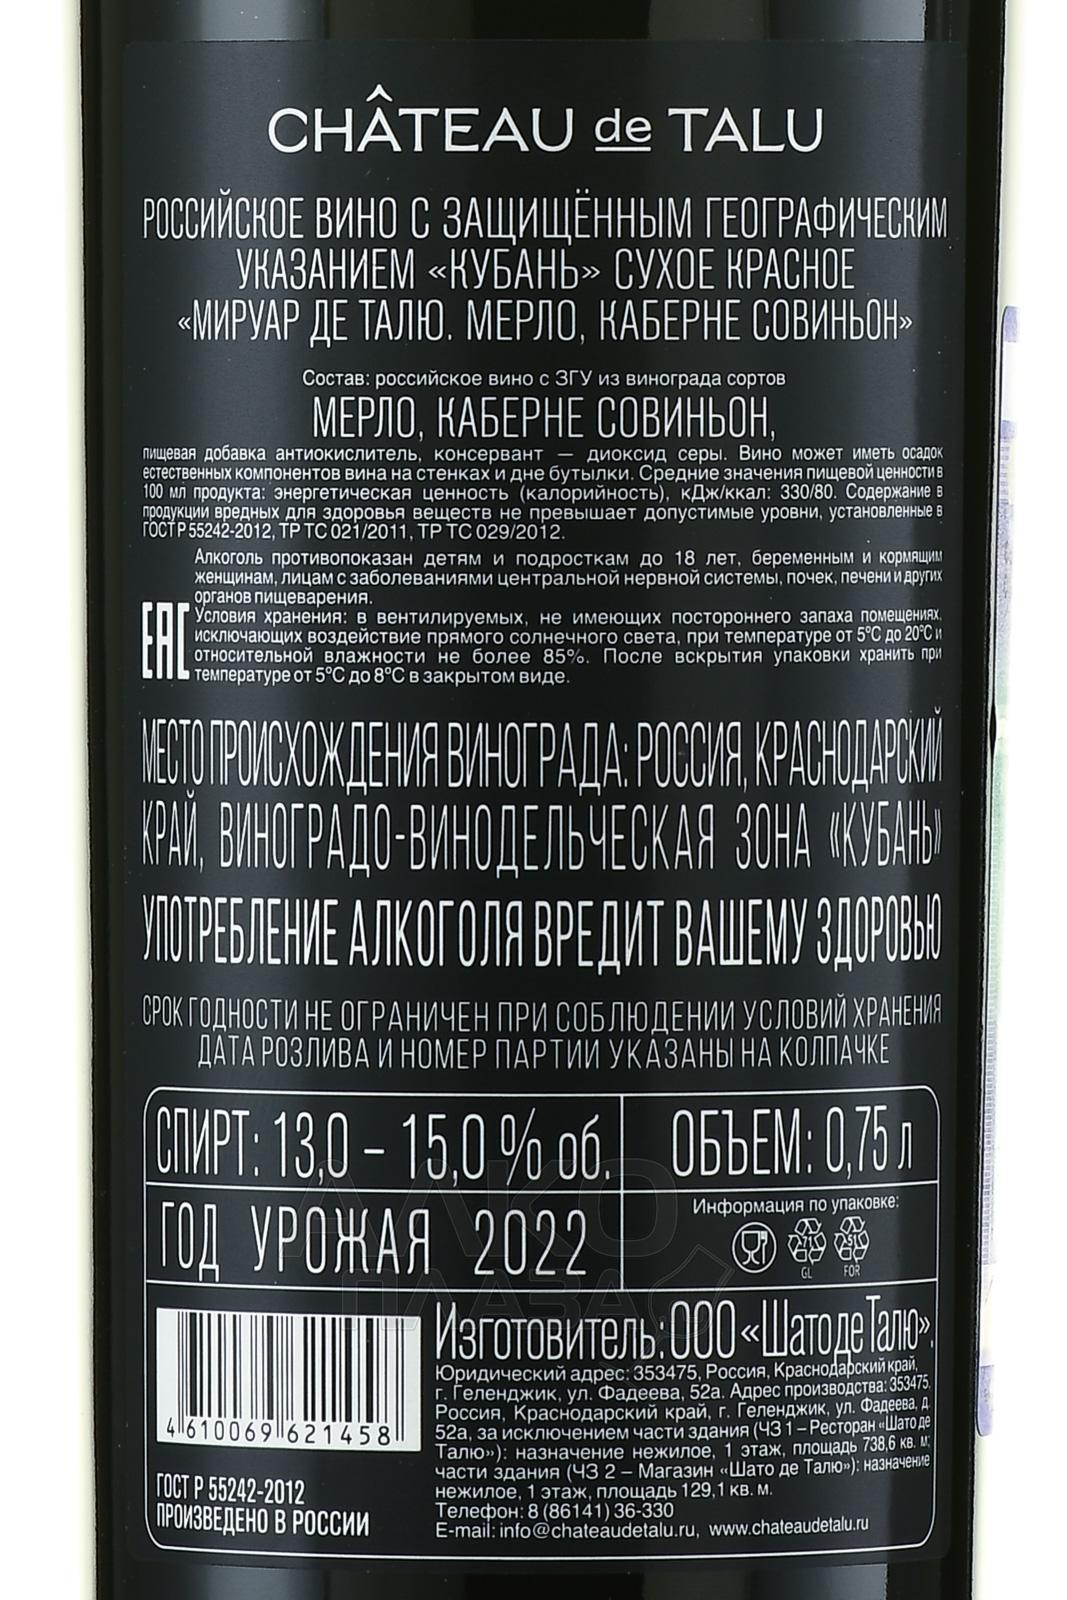 CHÂTEAU de TALU
РОССИЙСКОЕ ВИНО С ЗАЩИЩЁННЫМ ГЕОГРАФИЧЕСКИМ
УКАЗАНИЕМ «КУБАНЬ» СУХОЕ КРАСНОЕ
«МИРУАР ДЕ ТАЛЮ. МЕРЛО, КАБЕРНЕ СОВИНЬОН»
Состав: российское вино с ЗГУ из винограда сортов
МЕРЛО, КАБЕРНЕ СОВИНЬОН,
пищевая добавка антиокислитель, консервант — диоксид серы. Вино может иметь осадок
естественных компонентов вина на стенках и дне бутылки. Средние значения пищевой ценности в
100 мл продукта: энергетическая ценность (калорийность), кДж/ккал: 330/80. Содержание в
продукции вредных для здоровья веществ не превышает допустимые уровни, установленные в
ГОСТ Р 55242-2012, ТР ТС 021/2011, ТР ТС 029/2012.
Алкоголь противопоказан детям и подросткам до 18 лет, беременным и кормящим
женщинам, лицам с заболеваниями центральной нервной системы, почек, печени и других
органов пищеварения.
EAC Условия хранения: в вентилируемых, не имеющих постороннего запаха помещениях,
исключающих воздействие прямого солнечного света, при температуре от 5°С до 20°С и
относительной влажности не более 85%. После вскрытия упаковки хранить при
температуре от 5°С до 8°С в закрытом виде.
МЕСТО ПРОИСХОЖДЕНИЯ ВИНОГРАДА: РОССИЯ, КРАСНОДАРСКИЙ
КРАЙ, ВИНОГРАДО-ВИНОДЕЛЬЧЕСКАЯ ЗОНА «КУБАНЬ»
УПОТРЕБЛЕНИЕ АЛКОГОЛЯ ВРЕДИТ ВАШЕМУ ЗДОРОВЬЮ
СРОК ГОДНОСТИ НЕ ОГРАНИЧЕН ПРИ СОБЛЮДЕНИИ УСЛОВИЙ ХРАНЕНИЯ
ДАТА РОЗЛИВА И НОМЕР ПАРТИИ УКАЗАНЫ НА КОЛПАЧКЕ
СПИРТ: 13,0 – 15,0 % об.
ОБЪЕМ: 0,75 л
ГОД УРОЖАЯ 2022
Информация по упаковке:
71 51
GL FOR
АЛКО
ПЛАЗА
4 610069 621458
ГОСТ Р 55242-2012
ПРОИЗВЕДЕНО В РОССИИ
Изготовитель: ООО «Шато де Талю».
Юридический адрес: 353475, Россия, Краснодарский край,
г. Геленджик, ул. Фадеева, 52а. Адрес производства: 353475,
Россия, Краснодарский край, г. Геленджик, ул. Фадеева, д.
52а, за исключением части здания (ЧЗ 1 – Ресторан «Шато де
Талю»): назначение нежилое, 1 этаж, площадь 738,6 кв. м;
части здания (ЧЗ 2 – Магазин «Шато де Талю»): назначение
нежилое, 1 этаж, площадь 129,1 кв. м.
Телефон: 8 (86141) 36-330
E-mail: info@chateaudetalu.ru, www.chateaudetalu.ru